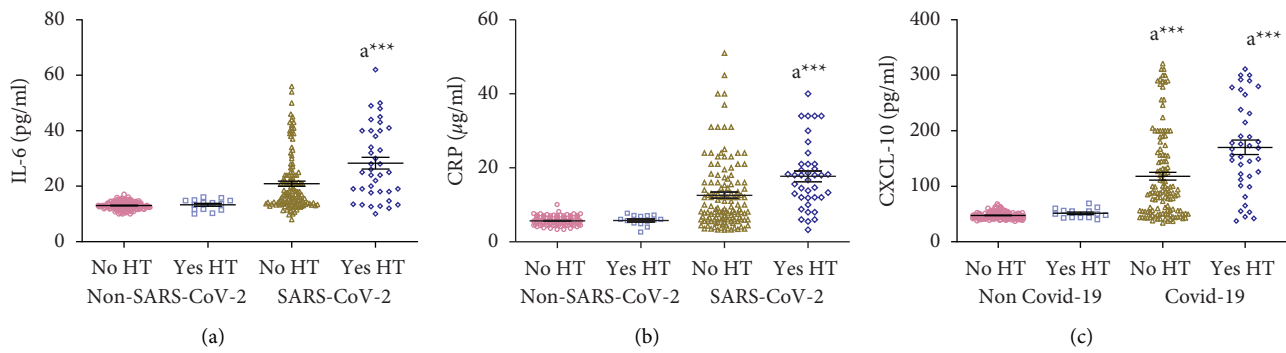 IL-6 (pg/ml)
80
60
40
20
0
a***
No HT Yes HT No HT Yes HT
Non-SARS-CoV-2 SARS-CoV-2
(a)
CRP (μg/ml)
60
40
20
0
a***
No HT Yes HT No HT Yes HT
Non-SARS-CoV-2 SARS-CoV-2
(b)
CXCL-10 (pg/ml)
400
300
200
100
0
a*** a***
No HT Yes HT No HT Yes HT
Non Covid-19 Covid-19
(c)